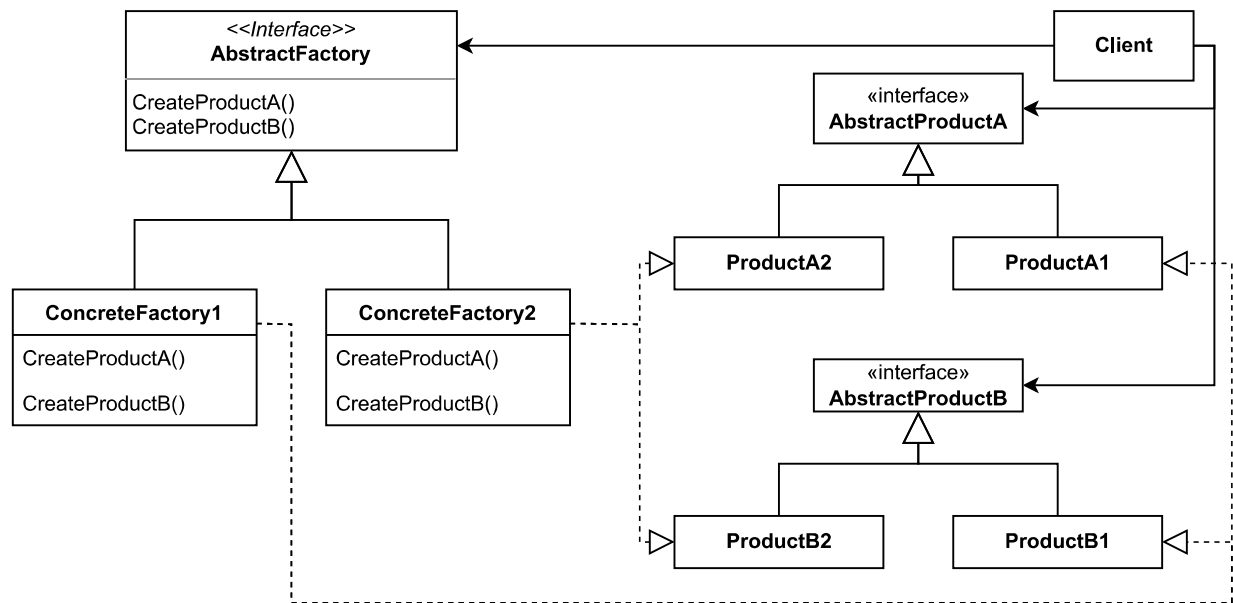 <<Interface>>
AbstractFactory
CreateProductA()
CreateProductB()
Client
«interface»
AbstractProductA
ProductA2
ProductA1
ConcreteFactory1
CreateProductA()
CreateProductB()
ConcreteFactory2
CreateProductA()
CreateProductB()
«interface»
AbstractProductB
ProductB2
ProductB1